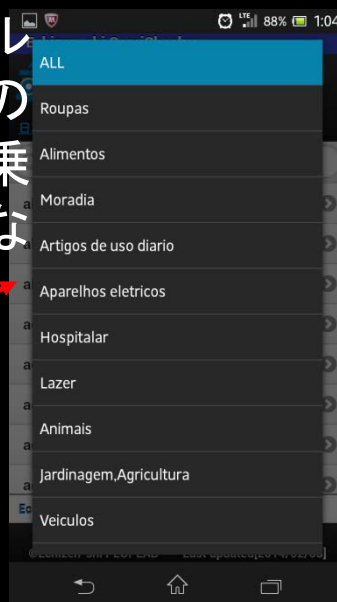 LTE 88% 1:04
ル
の
乗
な
ALL
Roupas
Alimentos
Moradia
Artigos de uso diario
Aparelhos eletricos
Hospitalar
Lazer
Animais
Jardinagem,Agricultura
Veiculos